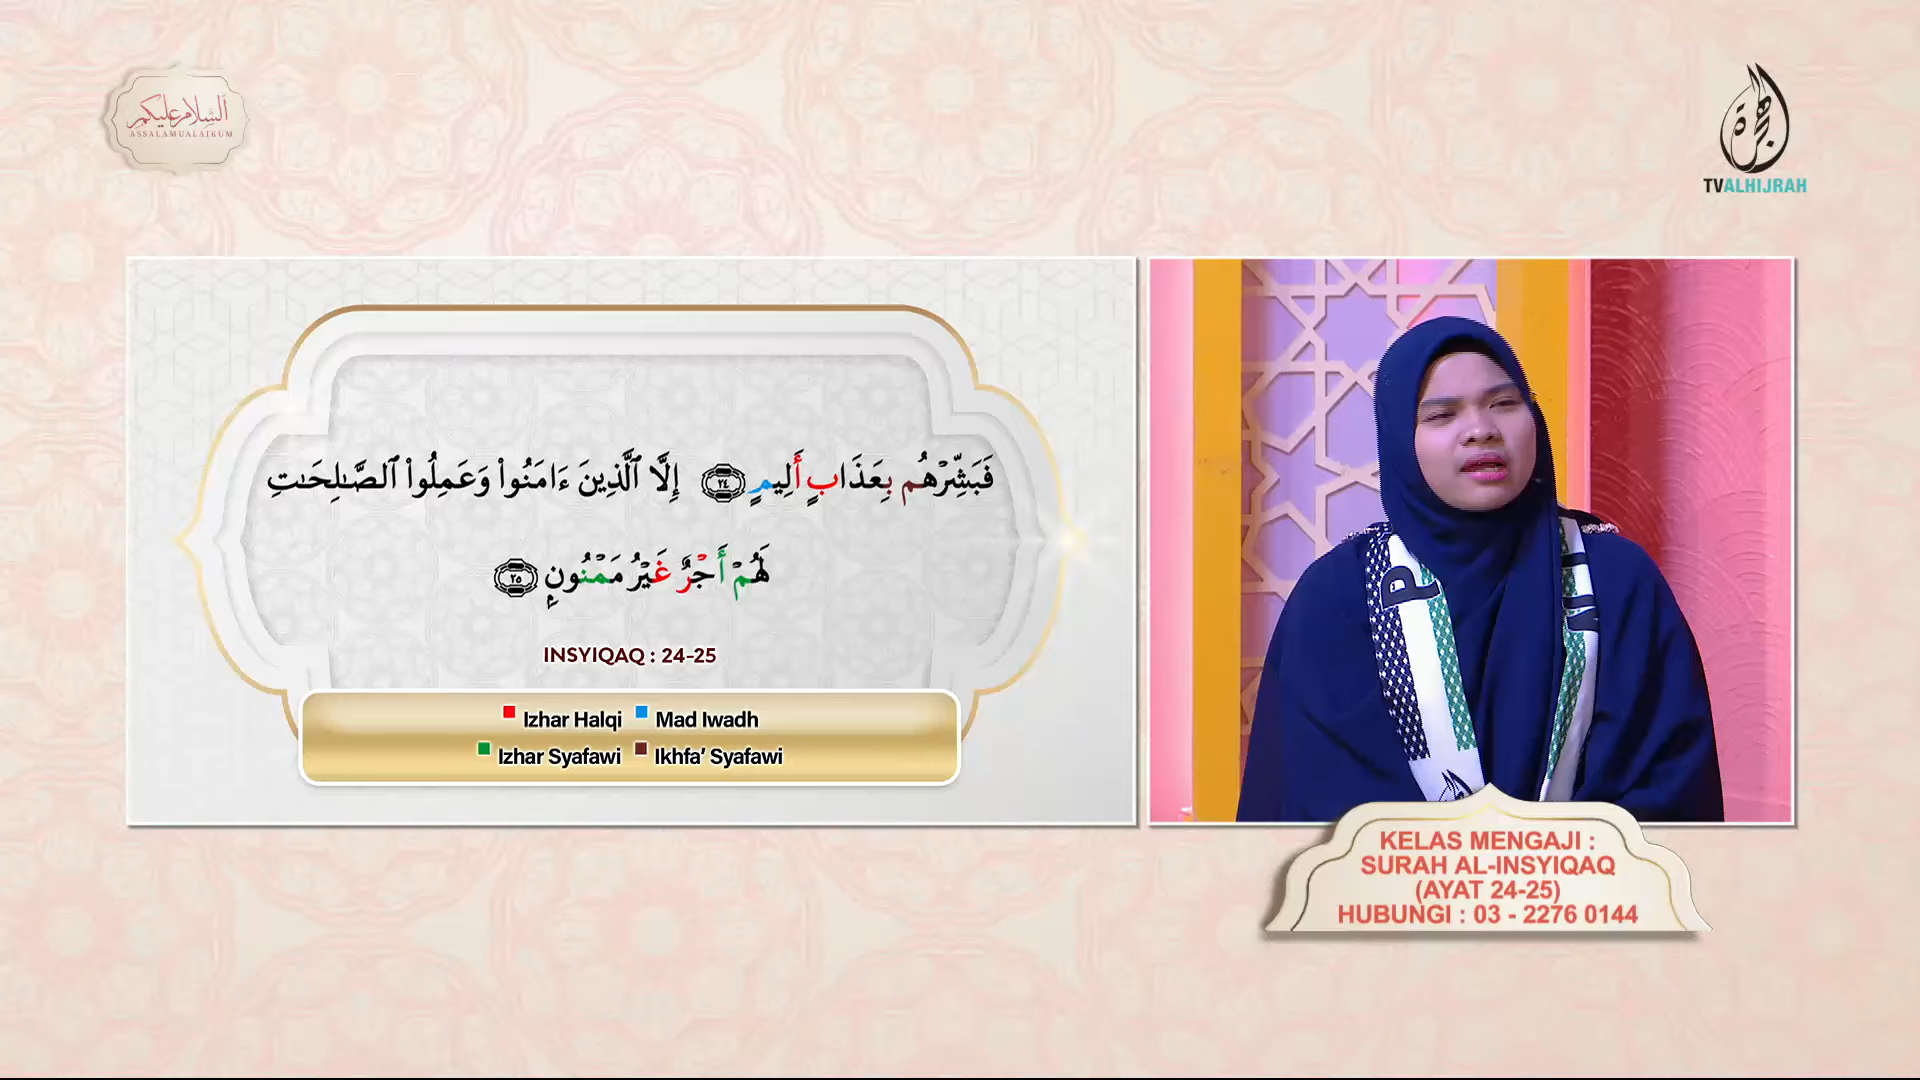 السلام عليكم
ASSALAMUALAIKUM
الهجرة
TVALHIJRAH
فَبَشِّرْهُم بِعَذَابٍ أَلِيمٍ ٢٤ إِلَّا ٱلَّذِينَ ءَامَنُوا۟ وَعَمِلُوا۟ ٱلصَّـٰلِحَـٰتِ
لَهُمْ أَجْرٌ غَيْرُ مَمْنُونٍۭ ٢٥
INSYIQAQ : 24-25
Izhar Halqi Mad Iwadh
Izhar Syafawi Ikhfa’ Syafawi
KELAS MENGAJI :
SURAH AL-INSYIQAQ
(AYAT 24-25)
HUBUNGI : 03 - 2276 0144